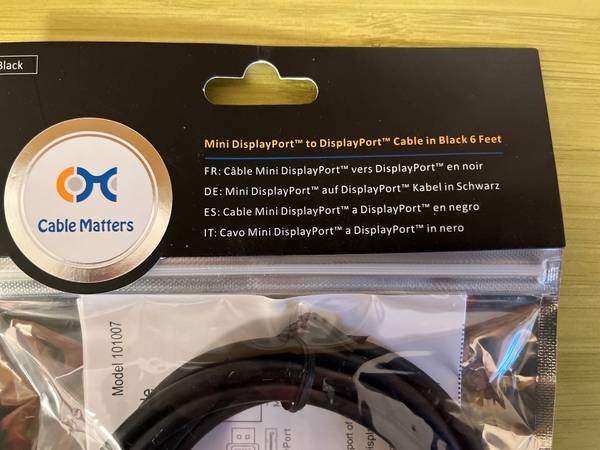 Black
Mini DisplayPort™ to DisplayPort™ Cable in Black 6 Feet
FR: Câble Mini DisplayPort™ vers DisplayPort™ en noir
DE: Mini DisplayPort™ auf DisplayPort™ Kabel in Schwarz
ES: Cable Mini DisplayPort™ a DisplayPort™ en negro
IT: Cavo Mini DisplayPort™ a DisplayPort™ in nero
Cable Matters
Model 101007